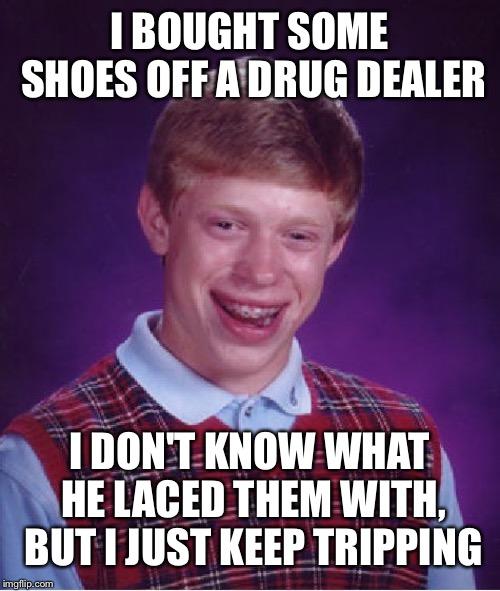 I BOUGHT SOME
SHOES OFF A DRUG DEALER
I DON'T KNOW WHAT
HE LACED THEM WITH,
BUT I JUST KEEP TRIPPING
imgflip.com